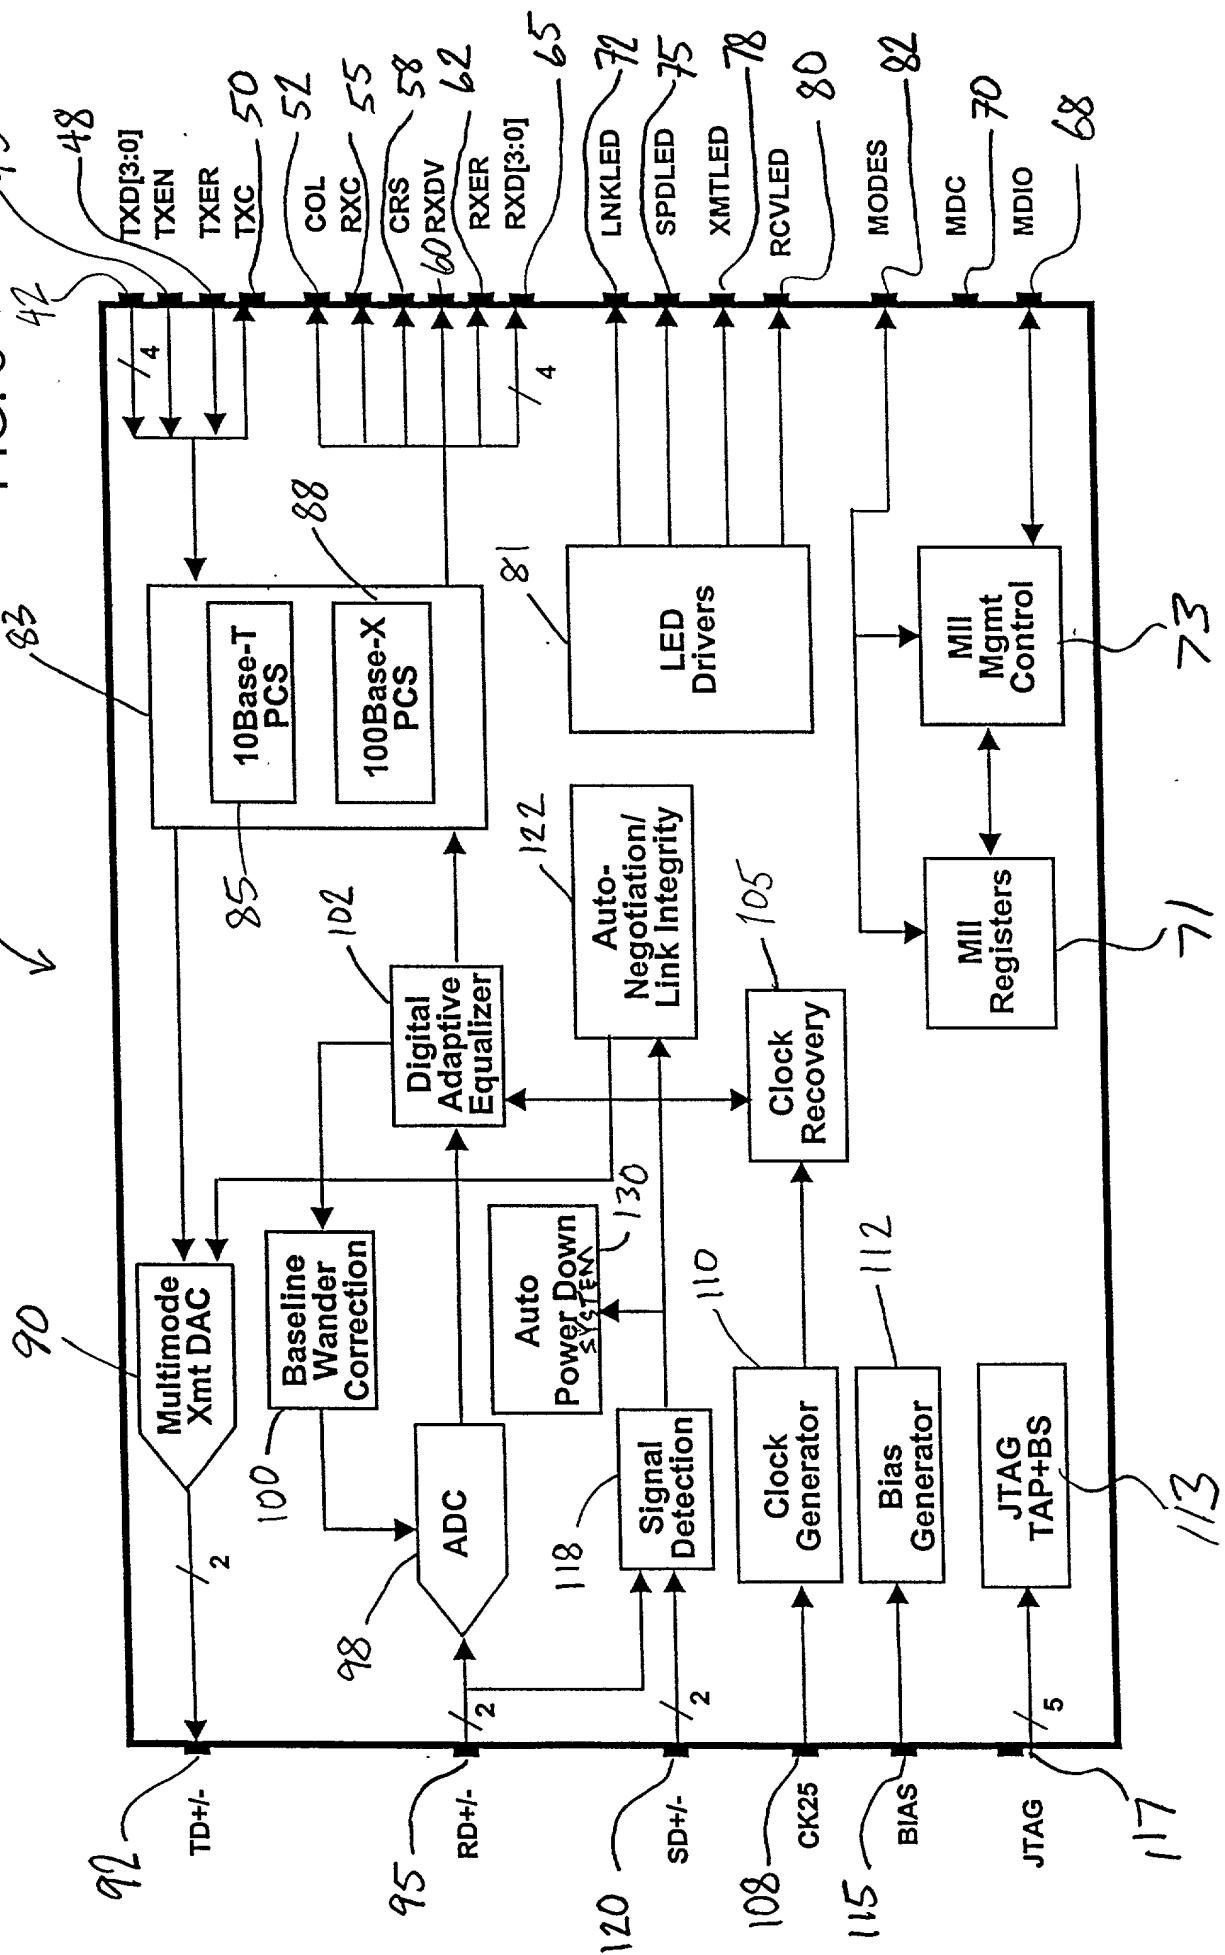 42
48
TXD[3:0]
TXEN
TXER
TXC
50
52
COL
RXC
55
CRS
58
60
RXDV
62
RXER
RXD[3:0]
65
LNKLED
72
SPDLED
75
XMTLED
78
RCVLED
80
MODES
82
MDC
70
MDIO
68
4
4
83
10Base-T
PCS
85
88
100Base-X
PCS
81
LED
Drivers
MII
Mgmt
Control
73
MII
Registers
71
122
Auto-
Negotiation/
Link Integrity
102
Digital
Adaptive
Equalizer
105
Clock
Recovery
90
Multimode
Xmt DAC
Baseline
Wander
Correction
100
Auto
Power Down
SYSTEM
130
ADC
98
Signal
Detection
118
110
Clock
Generator
112
Bias
Generator
JTAG
TAP+BS
113
2
2
2
5
92
TD+/-
95
RD+/-
120
SD+/-
108
CK25
115
BIAS
JTAG
117